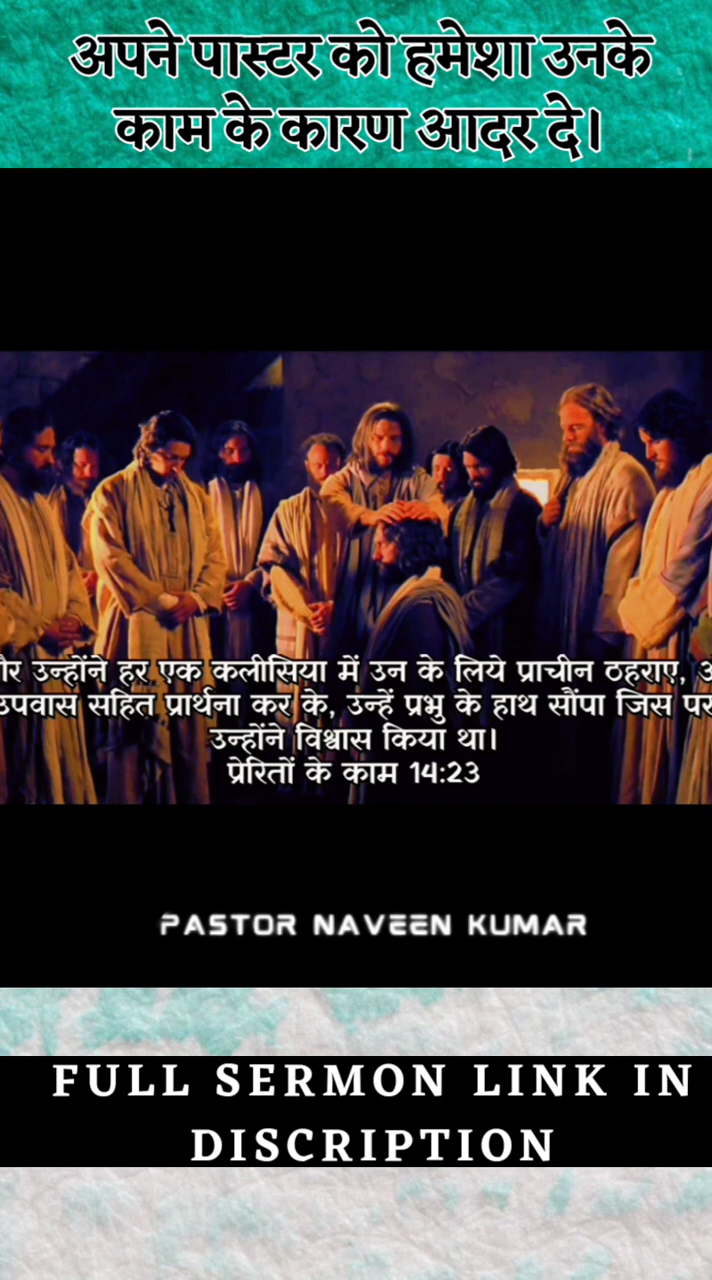 अपने पास्टर को हमेशा उनके
काम के कारण आदर दे।
उन्होंने हर एक कलीसिया में उन के लिये प्राचीन ठहराए,
उपवास सहित प्रार्थना कर के, उन्हें प्रभु के हाथ सौंपा जिस पर
उन्होंने विश्वास किया था।
प्रेरितों के काम 14:23
PASTOR NAVEEN KUMAR
FULL SERMON LINK IN
DISCRIPTION